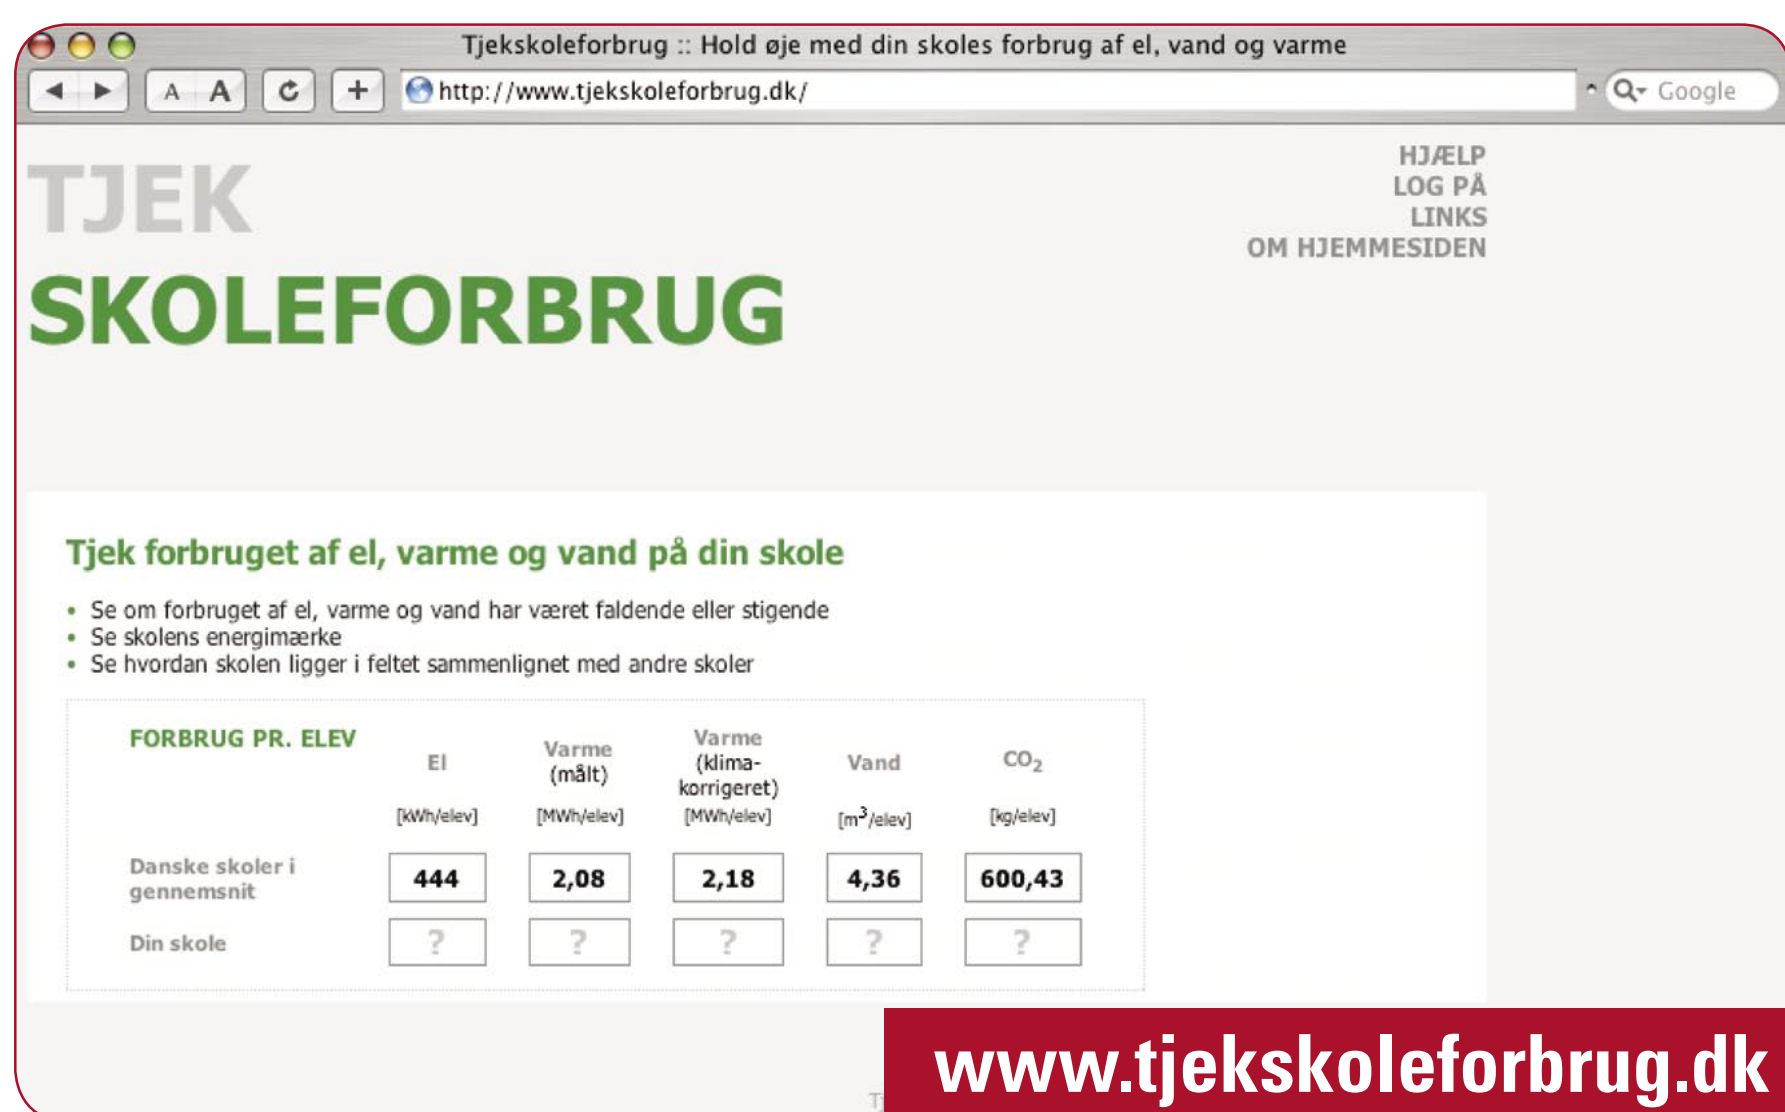 Tjekskoleforbrug :: Hold øje med din skoles forbrug af el, vand og varme
A A + http://www.tjekskoleforbrug.dk/ Google
HJÆLP
LOG PÅ
LINKS
OM HJEMMESIDEN
TJEK
SKOLEFORBRUG
Tjek forbruget af el, varme og vand på din skole
• Se om forbruget af el, varme og vand har været faldende eller stigende
• Se skolens energimærke
• Se hvordan skolen ligger i feltet sammenlignet med andre skoler
FORBRUG PR. ELEV
El
[kWh/elev]
Varme
(målt)
[MWh/elev]
Varme
(klima-
korrigeret)
[MWh/elev]
Vand
[m³/elev]
CO₂
[kg/elev]
Danske skoler i
gennemsnit
444 2,08 2,18 4,36 600,43
Din skole ? ? ? ? ?
www.tjekskoleforbrug.dk